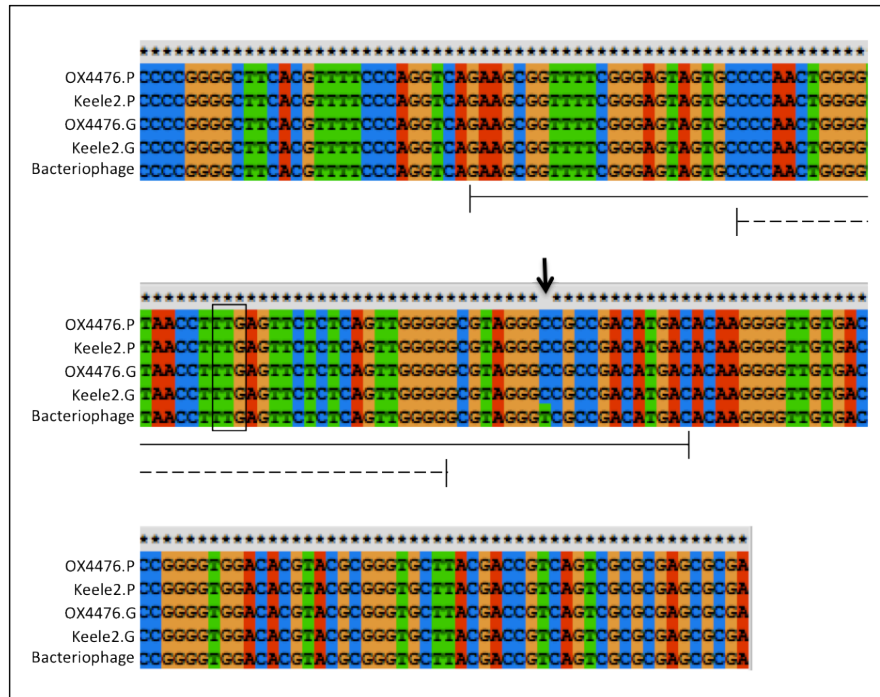 **************************************************************
OX4476.P CCCCGGGGCTTCACGTTTTCCCAGGTCAGAAGCGGTTTTCGGGAGTAGTGCCCCAACTGGGG
Keele2.P CCCCGGGGCTTCACGTTTTCCCAGGTCAGAAGCGGTTTTCGGGAGTAGTGCCCCAACTGGGG
OX4476.G CCCCGGGGCTTCACGTTTTCCCAGGTCAGAAGCGGTTTTCGGGAGTAGTGCCCCAACTGGGG
Keele2.G CCCCGGGGCTTCACGTTTTCCCAGGTCAGAAGCGGTTTTCGGGAGTAGTGCCCCAACTGGGG
Bacteriophage CCCCGGGGCTTCACGTTTTCCCAGGTCAGAAGCGGTTTTCGGGAGTAGTGCCCCAACTGGGG
********************************** ***************************
OX4476.P TAACCTTTGAGTTCTCTCAGTTGGGGGCGTAGGGCCGCCGACATGACACAAGGGGTTGTGAC
Keele2.P TAACCTTTGAGTTCTCTCAGTTGGGGGCGTAGGGCCGCCGACATGACACAAGGGGTTGTGAC
OX4476.G TAACCTTTGAGTTCTCTCAGTTGGGGGCGTAGGGCCGCCGACATGACACAAGGGGTTGTGAC
Keele2.G TAACCTTTGAGTTCTCTCAGTTGGGGGCGTAGGGCCGCCGACATGACACAAGGGGTTGTGAC
Bacteriophage TAACCTTTGAGTTCTCTCAGTTGGGGGCGTAGGGTCGCCGACATGACACAAGGGGTTGTGAC
****************************************************
OX4476.P CCGGGGTGGACACGTACGCGGGTGCTTACGACCGTCAGTCGCGCGAGCGCGA
Keele2.P CCGGGGTGGACACGTACGCGGGTGCTTACGACCGTCAGTCGCGCGAGCGCGA
OX4476.G CCGGGGTGGACACGTACGCGGGTGCTTACGACCGTCAGTCGCGCGAGCGCGA
Keele2.G CCGGGGTGGACACGTACGCGGGTGCTTACGACCGTCAGTCGCGCGAGCGCGA
Bacteriophage CCGGGGTGGACACGTACGCGGGTGCTTACGACCGTCAGTCGCGCGAGCGCGA